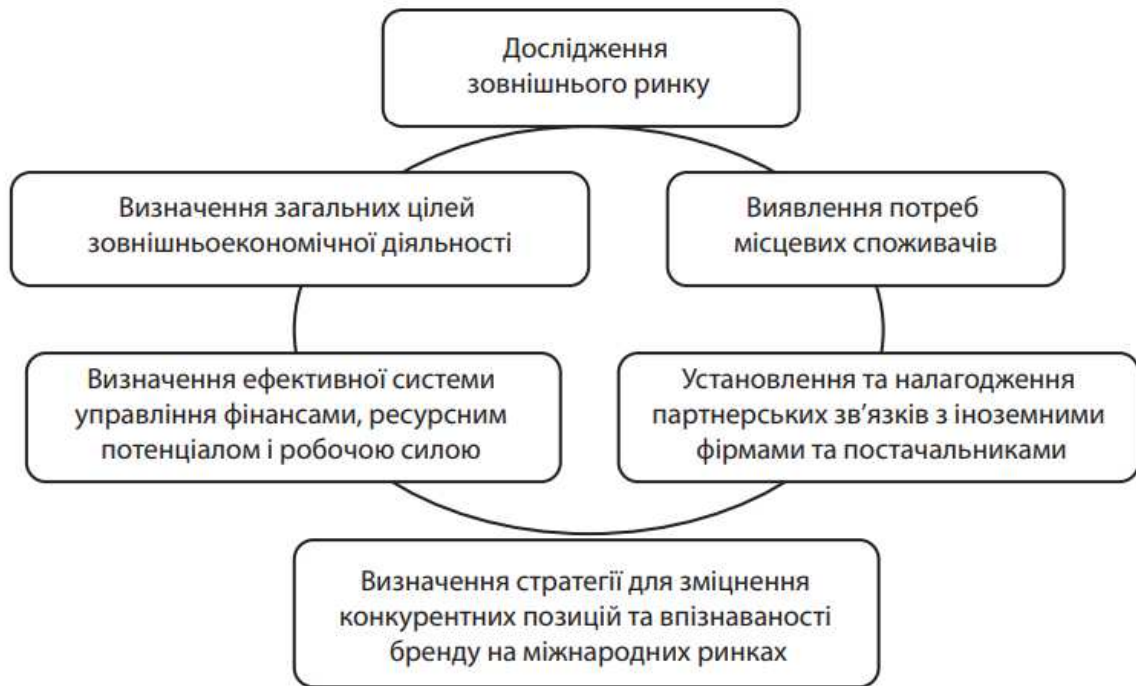 Дослідження
зовнішнього ринку
Визначення загальних цілей
зовнішньоекономічної діяльності
Виявлення потреб
місцевих споживачів
Визначення ефективної системи
управління фінансами, ресурсним
потенціалом і робочою силою
Установлення та налагодження
партнерських зв’язків з іноземними
фірмами та постачальниками
Визначення стратегії для зміцнення
конкурентних позицій та впізнаваності
бренду на міжнародних ринках